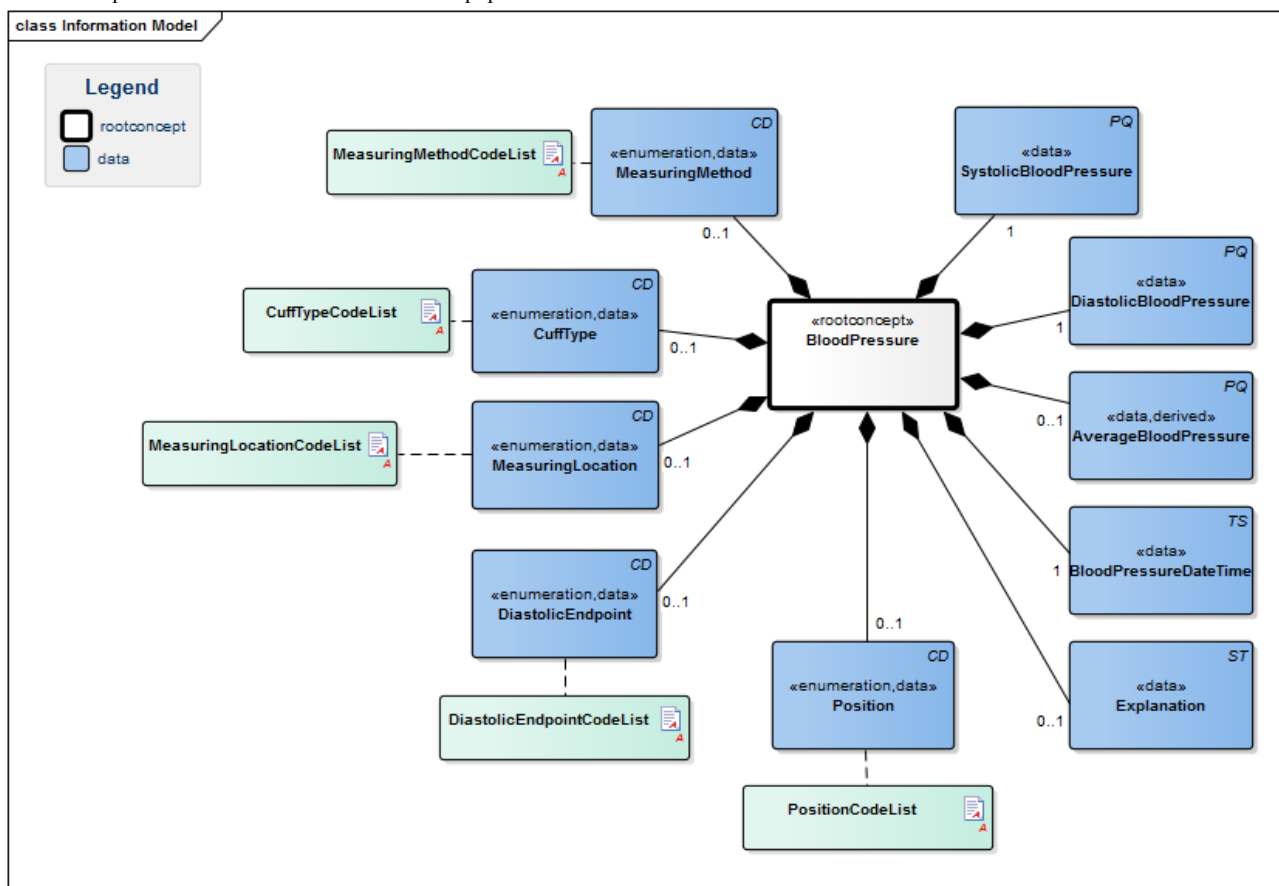 class Information Model
Legend
rootconcept
data
MeasuringMethodCodeList
A
CD
«enumeration,data»
MeasuringMethod
0..1
PQ
«data»
SystolicBloodPressure
1
PQ
«data»
DiastolicBloodPressure
1
CuffTypeCodeList
A
CD
«enumeration,data»
CuffType
0..1
«rootconcept»
BloodPressure
PQ
«data,derived»
AverageBloodPressure
0..1
MeasuringLocationCodeList
A
CD
«enumeration,data»
MeasuringLocation
0..1
TS
«data»
BloodPressureDateTime
1
CD
«enumeration,data»
DiastolicEndpoint
0..1
DiastolicEndpointCodeList
A
0..1
CD
«enumeration,data»
Position
PositionCodeList
A
ST
«data»
Explanation
0..1